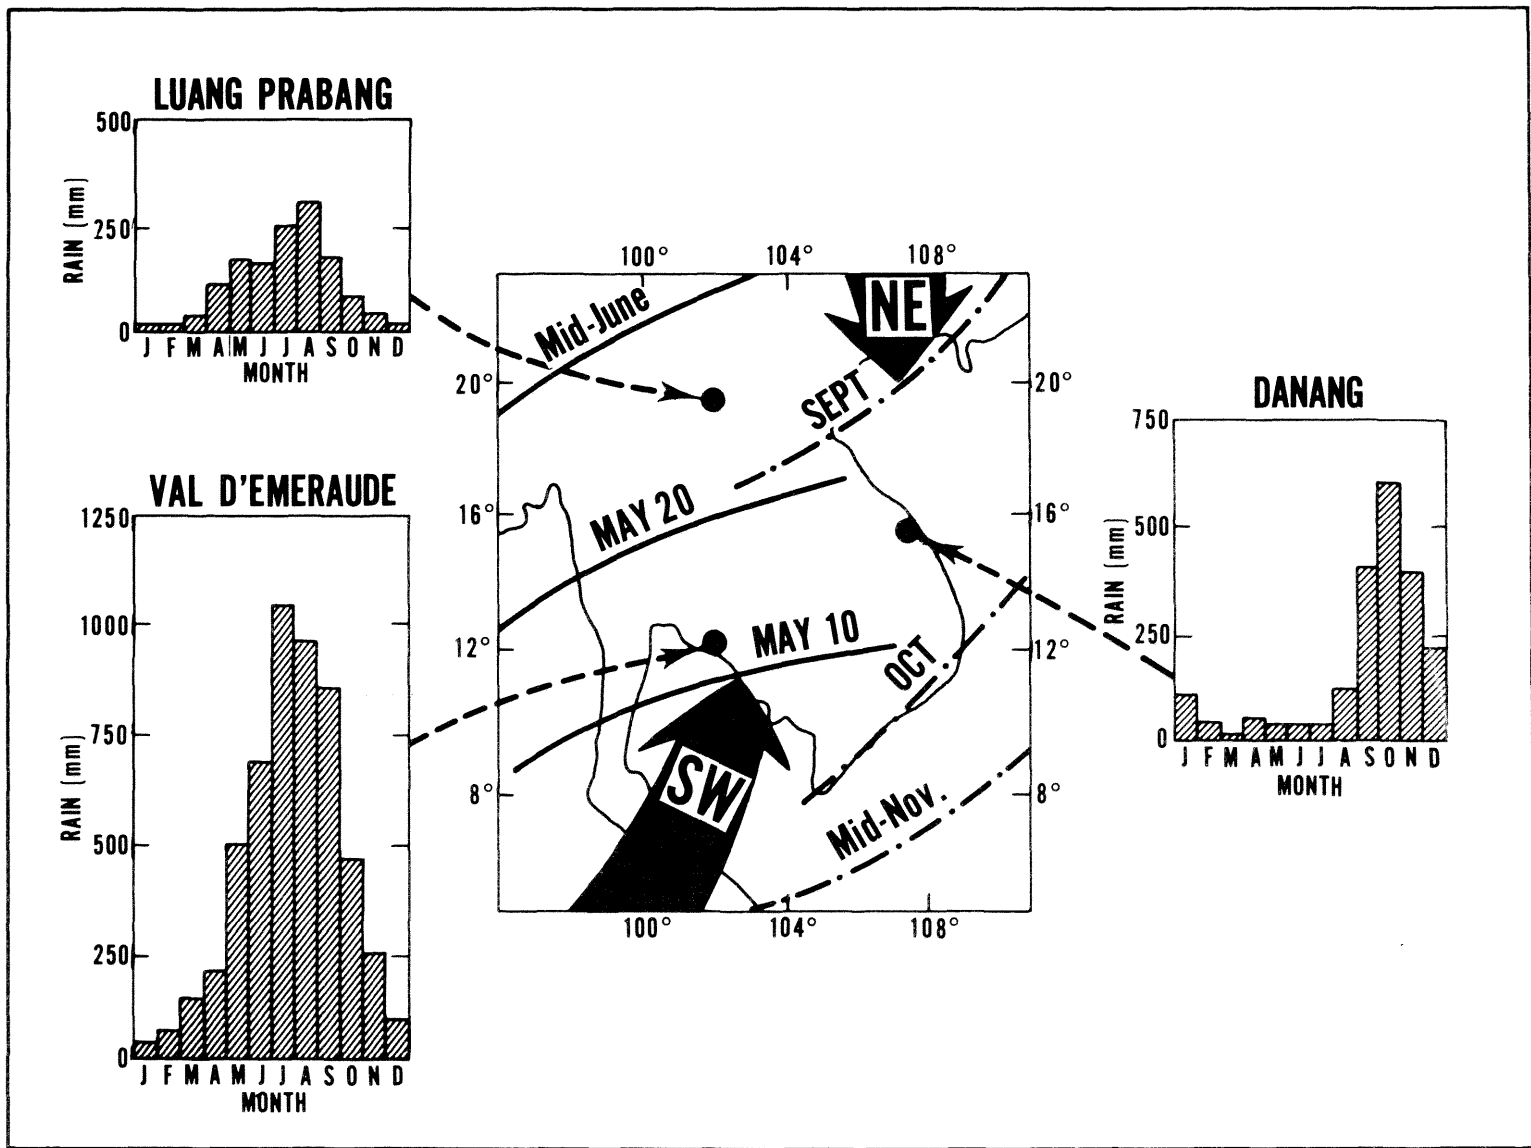 LUANG PRABANG
500
250
0
RAIN (mm)
J F M A M J J A S O N D
MONTH
VAL D'EMERAUDE
1250
1000
750
500
250
0
RAIN (mm)
J F M A M J J A S O N D
MONTH
100° 104° 108°
20° 20°
16° 16°
12° 12°
8° 8°
100° 104° 108°
Mid-June
NE
SEPT
MAY 20
MAY 10
OCT
SW
Mid-Nov.
DANANG
750
500
250
0
RAIN (mm)
J F M A M J J A S O N D
MONTH